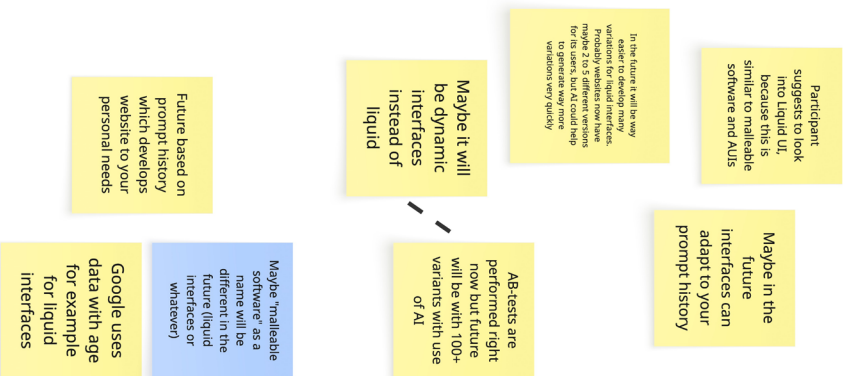 Participant
suggests to look
into Liquid UI,
because this is
similar to malleable
software and AUIs
Maybe in the
future
interfaces can
adapt to your
prompt history
In the future it will be way
easier to develop many
variations for liquid interfaces.
Probably websites now have
maybe 2 to 5 different versions
for its users, but AI could help
to generate way more
variations very quickly
Maybe it will
be dynamic
interfaces
instead of
liquid
AB-tests are
performed right
now but future
will be with 100+
variants with use
of AI
Future based on
prompt history
which develops
website to your
personal needs
Maybe "malleable
software" as a
name will be
different in the
future (liquid
interfaces or
whatever)
Google uses
data with age
for example
for liquid
interfaces